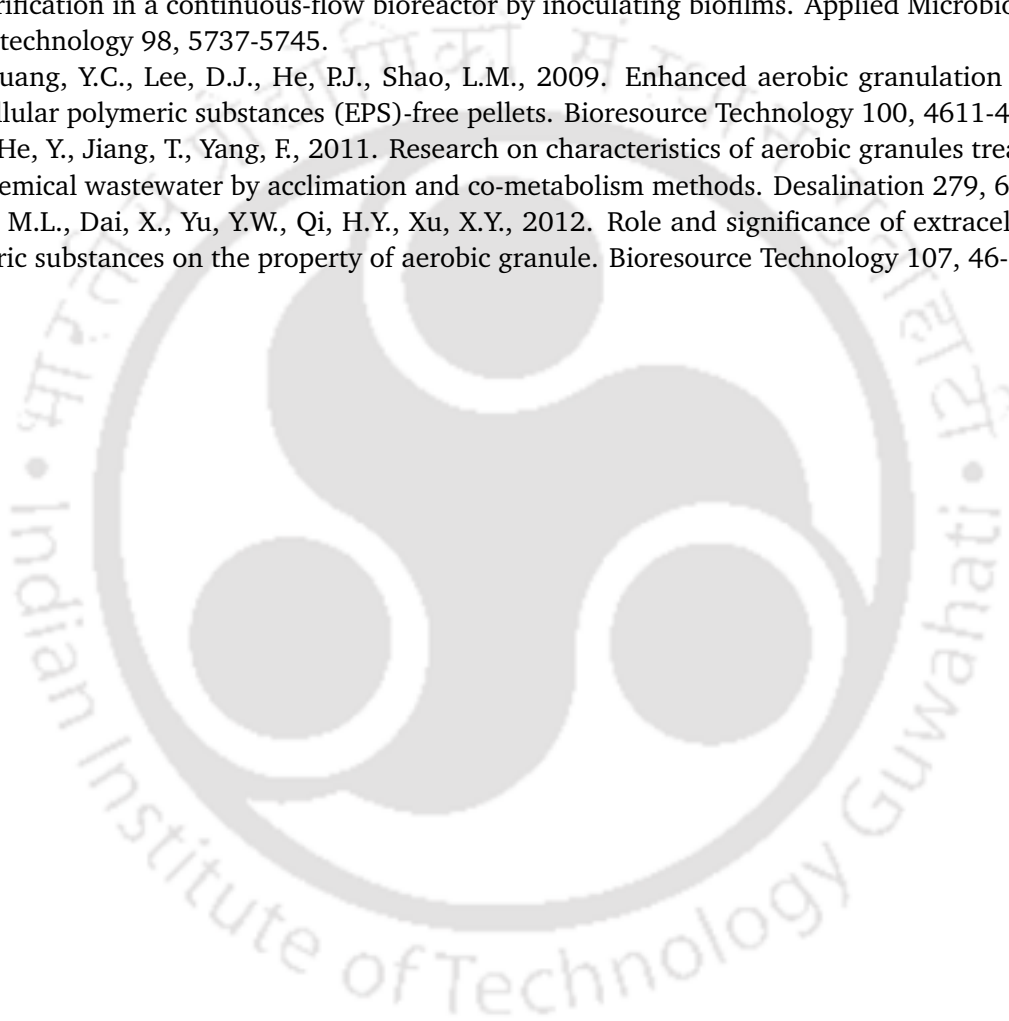 rification in a continuous-flow bioreactor by inoculating biofilms. Applied Microbio
technology 98, 5737-5745.
uang, Y.C., Lee, D.J., He, P.J., Shao, L.M., 2009. Enhanced aerobic granulation
llular polymeric substances (EPS)-free pellets. Bioresource Technology 100, 4611-4
He, Y., Jiang, T., Yang, F., 2011. Research on characteristics of aerobic granules trea
emical wastewater by acclimation and co-metabolism methods. Desalination 279, 6
M.L., Dai, X., Yu, Y.W., Qi, H.Y., Xu, X.Y., 2012. Role and significance of extracel
ric substances on the property of aerobic granule. Bioresource Technology 107, 46-
Indian Institute of Technology Guwahati